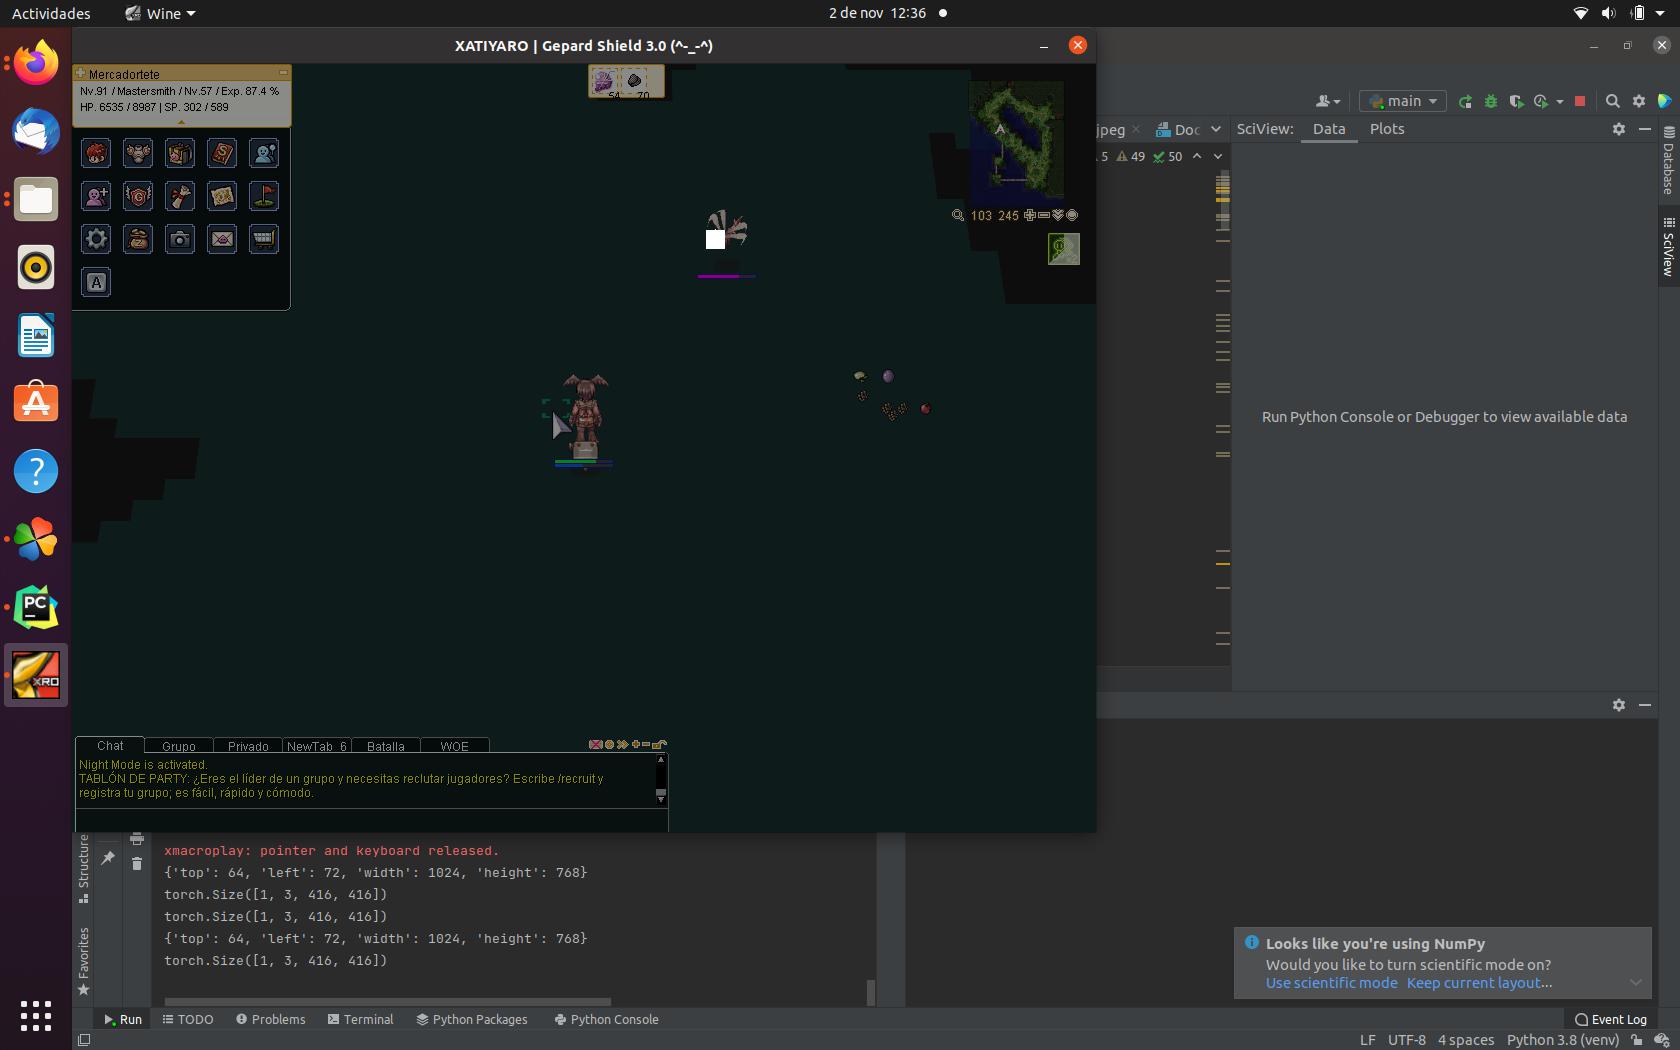 Actividades
Wine
2 de nov 12:36
XATIYARO | Gepard Shield 3.0 (^-_-^)
Mercadortete
Nv.91 / Mastersmith / Nv.57 / Exp. 87.4 %
HP. 6535 / 8987 | SP. 302 / 589
54 70
103 245
A
main
jpeg
Doc
SciView:
Data
Plots
5
49
50
Database
SciView
Run Python Console or Debugger to view available data
PC
XRO
Chat
Grupo
Privado
NewTab_6
Batalla
WOE
Night Mode is activated.
TABLÓN DE PARTY: ¿Eres el líder de un grupo y necesitas reclutar jugadores? Escribe /recruit y
registra tu grupo; es fácil, rápido y cómodo.
Structure
Favorites
xmacroplay: pointer and keyboard released.
{'top': 64, 'left': 72, 'width': 1024, 'height': 768}
torch.Size([1, 3, 416, 416])
torch.Size([1, 3, 416, 416])
{'top': 64, 'left': 72, 'width': 1024, 'height': 768}
torch.Size([1, 3, 416, 416])
Looks like you're using NumPy
Would you like to turn scientific mode on?
Use scientific mode Keep current layout...
Run
TODO
Problems
Terminal
Python Packages
Python Console
Event Log
LF
UTF-8
4 spaces
Python 3.8 (venv)